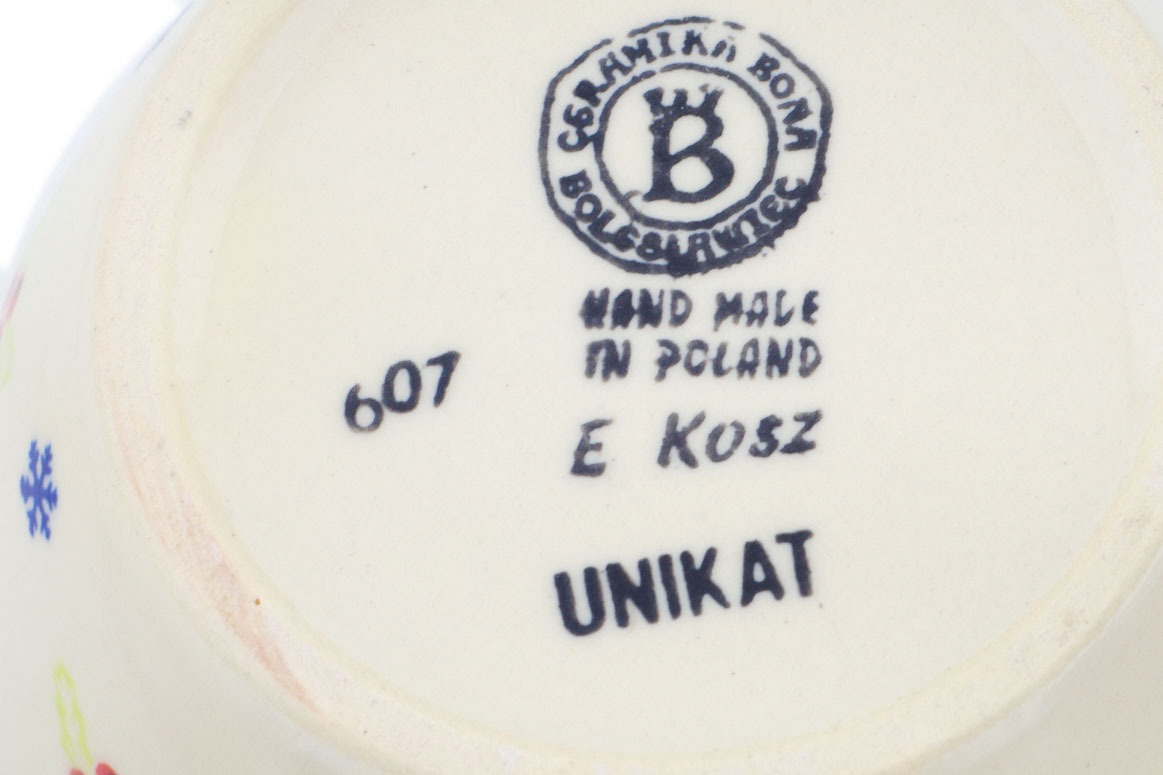 CERAMIKA BONA
B
BOLESŁAWIEC
HAND MADE
IN POLAND
607
E KOSZ
UNIKAT